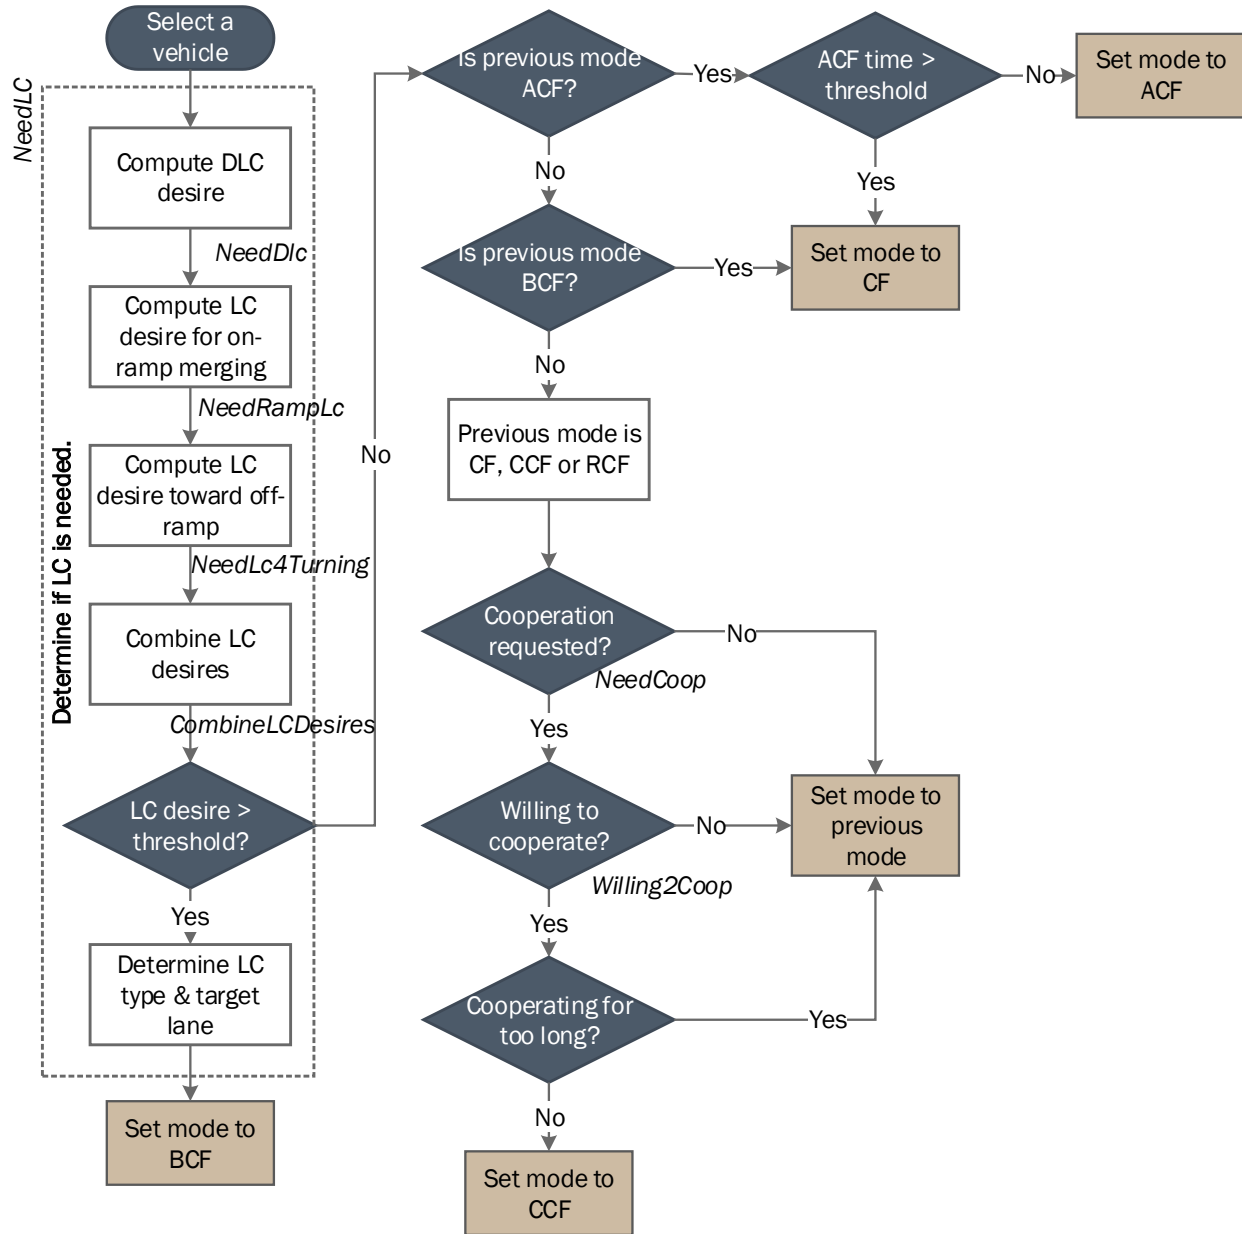 Select a
vehicle
NeedLC
Compute DLC
desire
NeedDlc
Compute LC
desire for on-
ramp merging
NeedRampLc
Compute LC
desire toward off-
ramp
NeedLc4Turning
Combine LC
desires
CombineLCDesires
Determine if LC is needed.
LC desire >
threshold?
Yes
Determine LC
type & target
lane
Set mode to
BCF
No
Is previous mode
ACF?
Yes
ACF time >
threshold
No
Set mode to
ACF
No
Yes
Is previous mode
BCF?
Yes
Set mode to
CF
No
Previous mode is
CF, CCF or RCF
Cooperation
requested?
No
NeedCoop
Yes
Willing to
cooperate?
No
Set mode to
previous
mode
Willing2Coop
Yes
Cooperating for
too long?
Yes
No
Set mode to
CCF